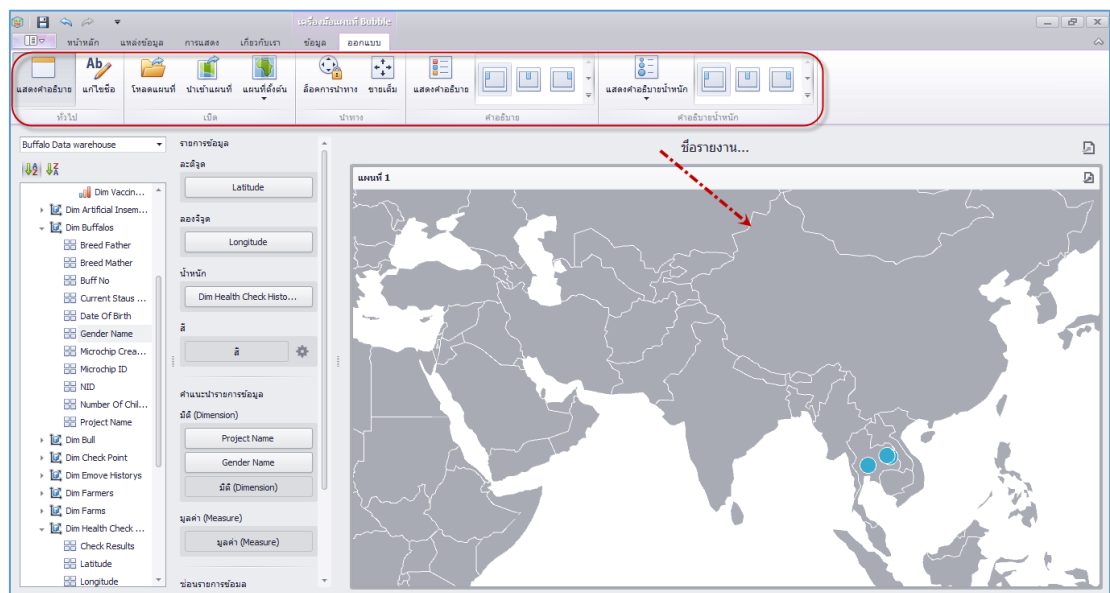 เครื่องมือแผนที่ Bubble
หน้าหลัก แหล่งข้อมูล การแสดง เกี่ยวกับเรา ข้อมูล ออกแบบ
แสดงคำอธิบาย แก้ไขชื่อ โหลดแผนที่ นำเข้าแผนที่ แผนที่ตั้งต้น ล็อคการนำทาง ขายเต็ม แสดงคำอธิบาย แสดงคำอธิบายน้ำหนัก
ทั่วไป เปิด นำทาง คำอธิบาย คำอธิบายน้ำหนัก
Buffalo Data warehouse
Dim Vaccin...
Dim Artificial Insem...
Dim Buffalos
Breed Father
Breed Mather
Buff No
Current Staus ...
Date Of Birth
Gender Name
Microchip Crea...
Microchip ID
NID
Number Of Chil...
Project Name
Dim Bull
Dim Check Point
Dim Emove Historys
Dim Farmers
Dim Farms
Dim Health Check ...
Check Results
Latitude
Longitude
รายการข้อมูล
ละติจูด
Latitude
ลองจิจูด
Longitude
น้ำหนัก
Dim Health Check Histo...
สี
สี
คำแนะนำรายการข้อมูล
มิติ (Dimension)
Project Name
Gender Name
มิติ (Dimension)
มูลค่า (Measure)
มูลค่า (Measure)
ซ่อนรายการข้อมูล
ชื่อรายงาน...
แผนที่ 1